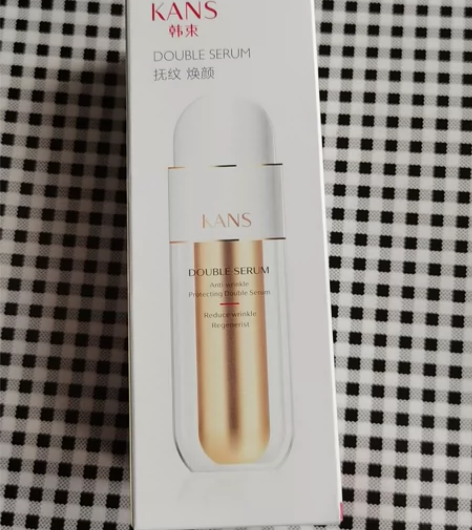 KANS
韩束
DOUBLE SERUM
抚纹 焕颜
KANS
DOUBLE SERUM
Anti-wrinkle
Protecting Double Serum
Reduce wrinkle
Regenerist